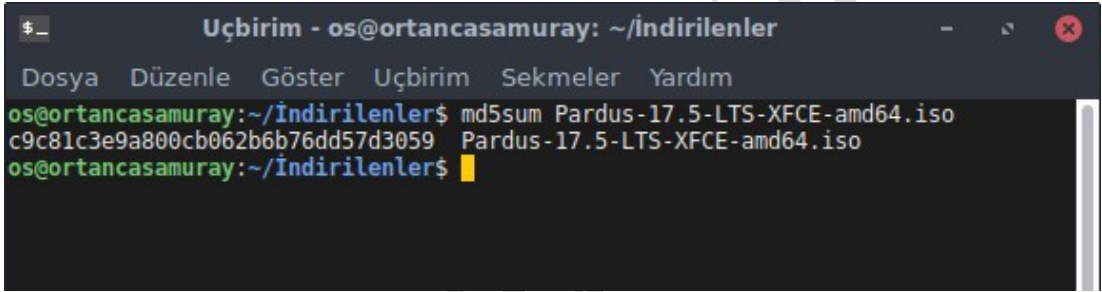 $_ Uçbirim - os@ortancasamuray: ~/İndirilenler
Dosya Düzenle Göster Uçbirim Sekmeler Yardım
os@ortancasamuray:~/İndirilenler$ md5sum Pardus-17.5-LTS-XFCE-amd64.iso
c9c81c3e9a800cb062b6b76dd57d3059  Pardus-17.5-LTS-XFCE-amd64.iso
os@ortancasamuray:~/İndirilenler$